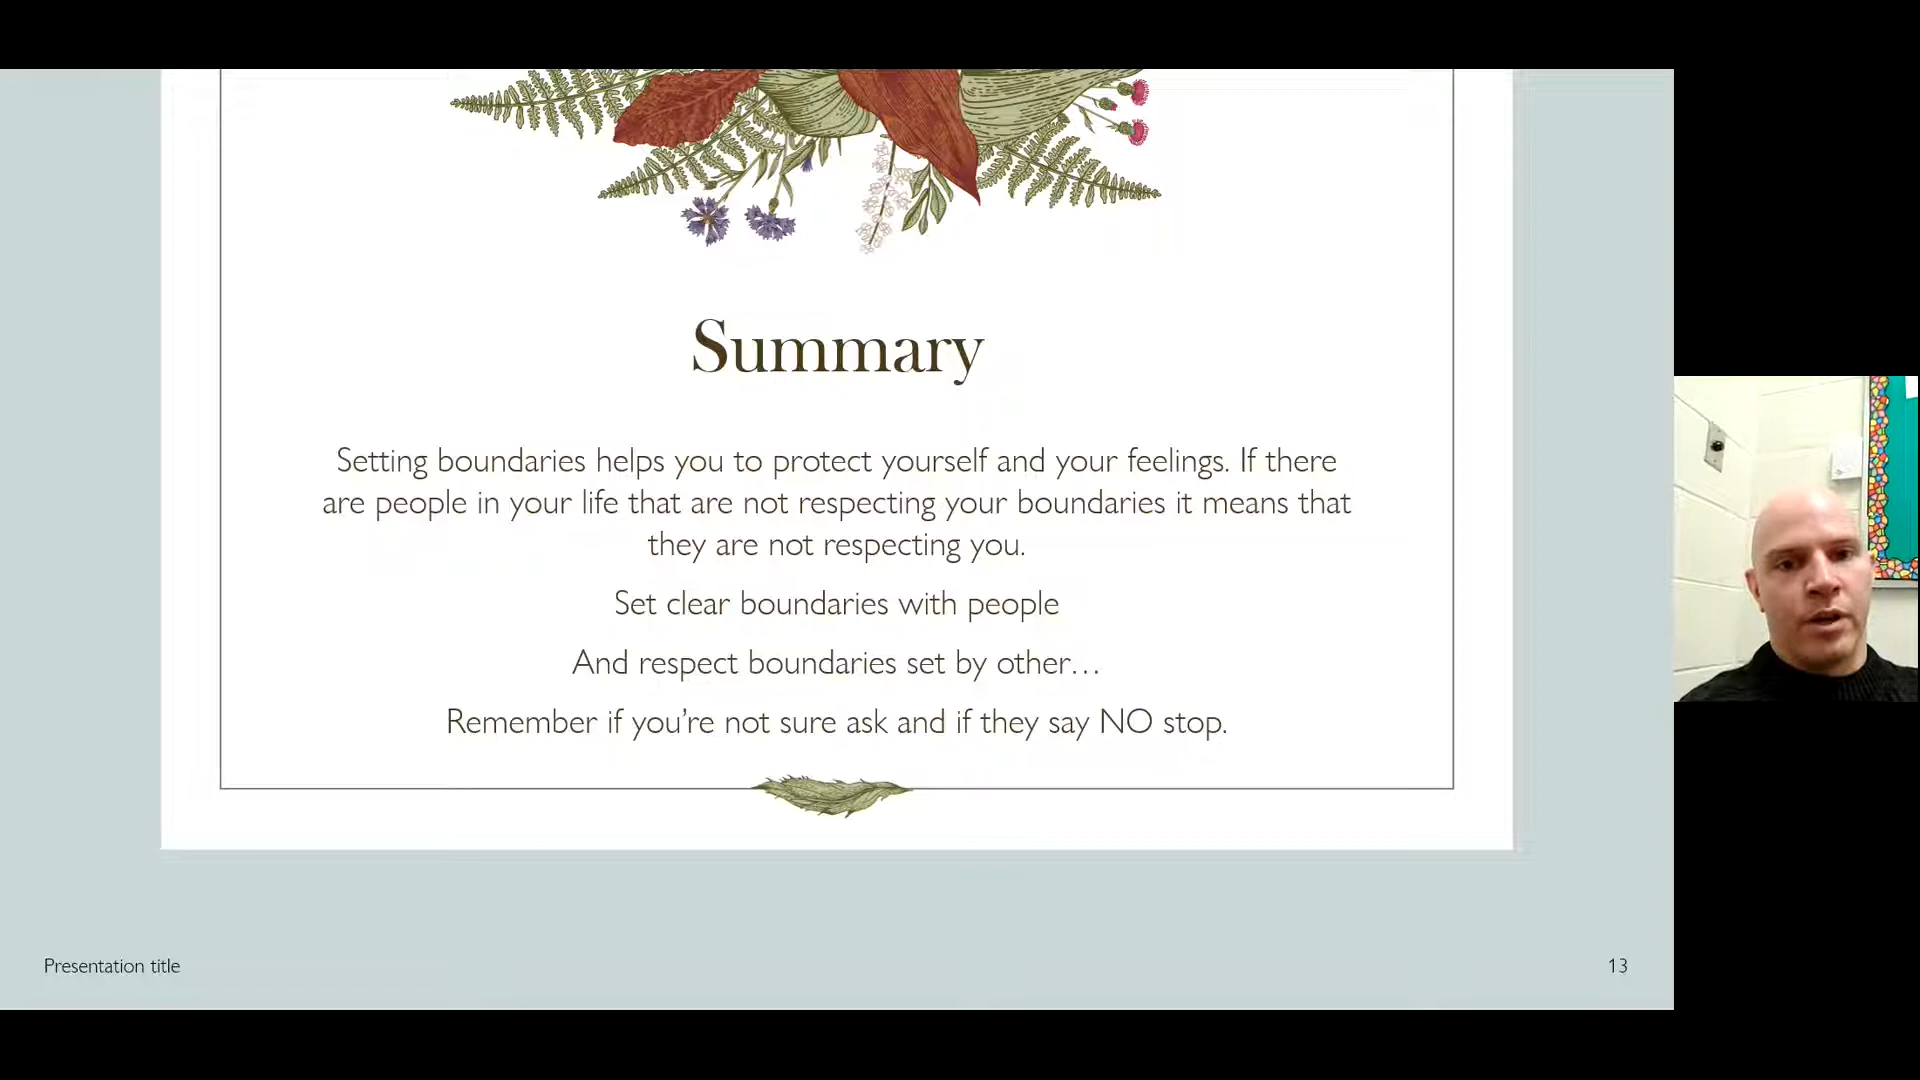 Summary
Setting boundaries helps you to protect yourself and your feelings. If there
are people in your life that are not respecting your boundaries it means that
they are not respecting you.
Set clear boundaries with people
And respect boundaries set by other…
Remember if you’re not sure ask and if they say NO stop.
Presentation title
13